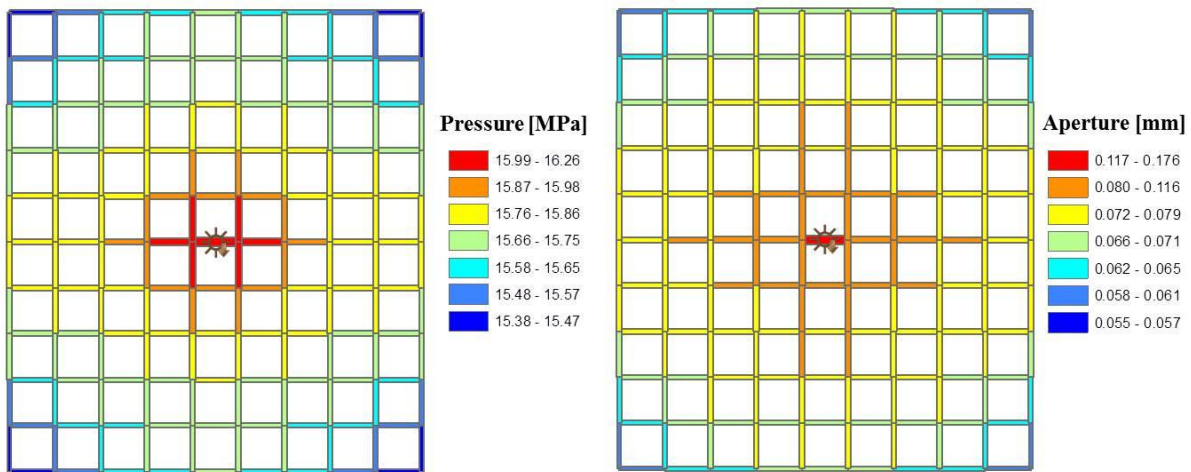 Pressure [MPa]
15.99 - 16.26
15.87 - 15.98
15.76 - 15.86
15.66 - 15.75
15.58 - 15.65
15.48 - 15.57
15.38 - 15.47
Aperture [mm]
0.117 - 0.176
0.080 - 0.116
0.072 - 0.079
0.066 - 0.071
0.062 - 0.065
0.058 - 0.061
0.055 - 0.057